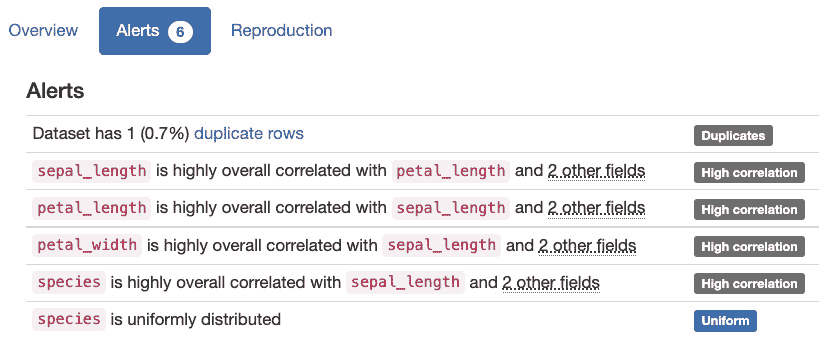 Overview Alerts 6 Reproduction
Alerts
Dataset has 1 (0.7%) duplicate rows Duplicates
sepal_length is highly overall correlated with petal_length and 2 other fields High correlation
petal_length is highly overall correlated with sepal_length and 2 other fields High correlation
petal_width is highly overall correlated with sepal_length and 2 other fields High correlation
species is highly overall correlated with sepal_length and 2 other fields High correlation
species is uniformly distributed Uniform